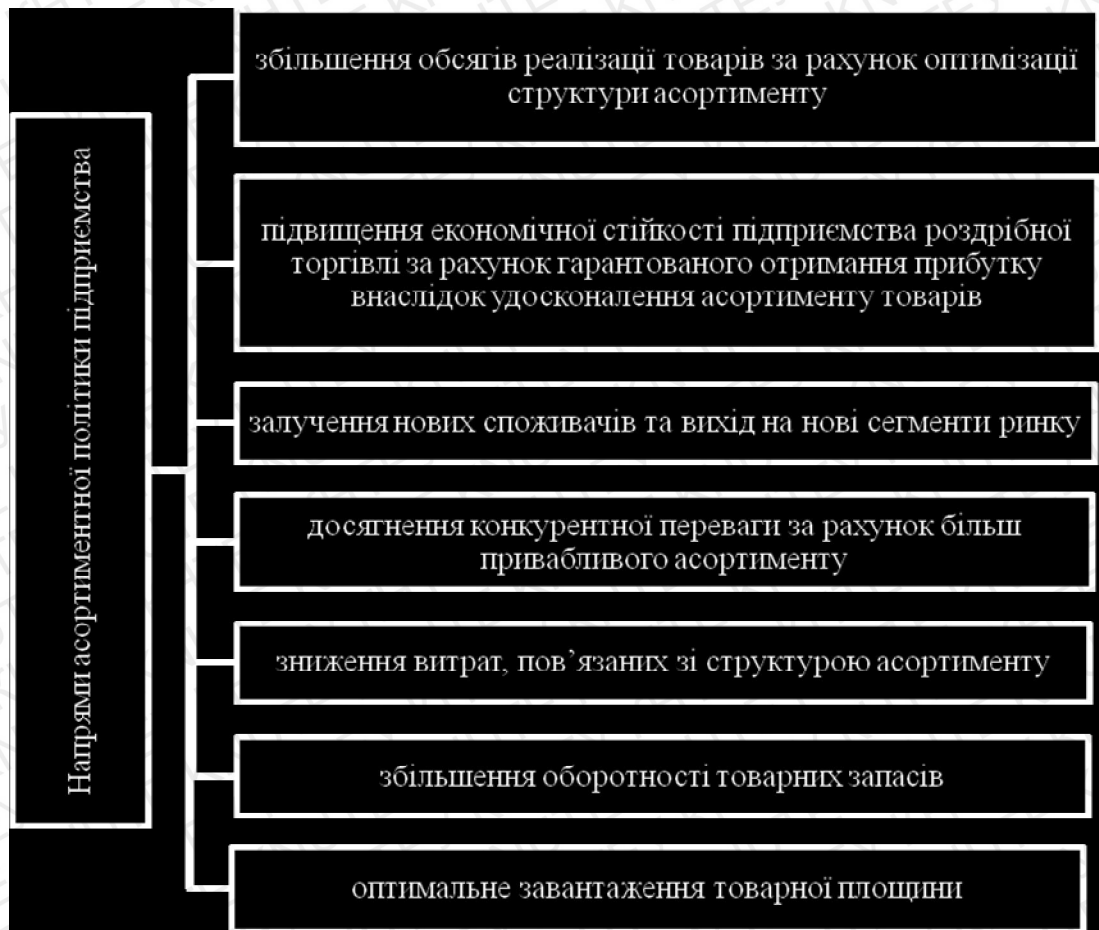 Напрями асортиментної політики підприємства
збільшення обсягів реалізації товарів за рахунок оптимізації
структури асортименту
підвищення економічної стійкості підприємства роздрібної
торгівлі за рахунок гарантованого отримання прибутку
внаслідок удосконалення асортименту товарів
залучення нових споживачів та вихід на нові сегменти ринку
досягнення конкурентної переваги за рахунок більш
привабливого асортименту
зниження витрат, пов’язаних зі структурою асортименту
збільшення оборотності товарних запасів
оптимальне завантаження товарної площини